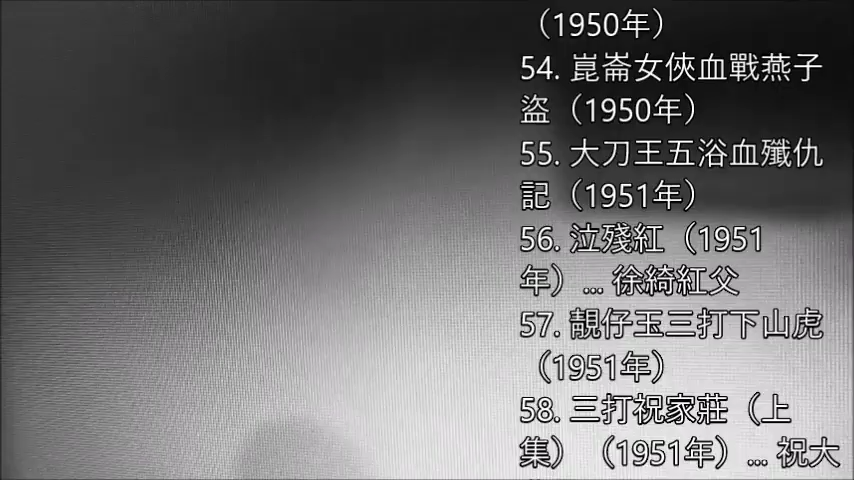 （1950年）
54. 崑崙女俠血戰燕子
盜（1950年）
55. 大刀王五浴血殲仇
記（1951年）
56. 泣殘紅（1951
年）... 徐綺紅父
57. 靚仔玉三打下山虎
（1951年）
58. 三打祝家莊（上
集）（1951年）... 祝大